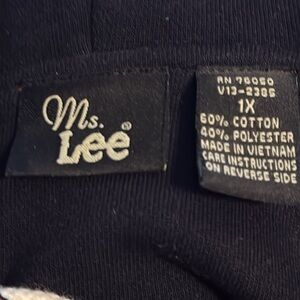 Ms.
Lee®
RN 76050
V13-2385
1X
60% COTTON
40% POLYESTER
MADE IN VIETNAM
CARE INSTRUCTIONS
ON REVERSE SIDE